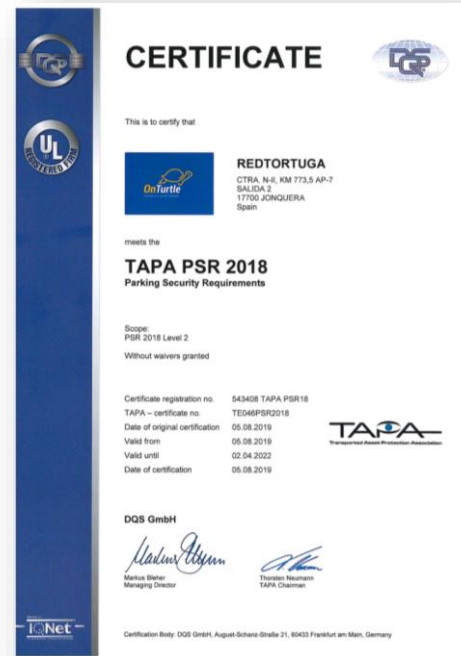 DQS
CERTIFICATE
DQS
This is to certify that
UL
REGISTERED FIRM
OnTurtle
REDTORTUGA
CTRA. N-II, KM 773,5 AP-7
SALIDA 2
17700 JONQUERA
Spain
meets the
TAPA PSR 2018
Parking Security Requirements
Scope:
PSR 2018 Level 2
Without waivers granted
Certificate registration no. 543408 TAPA PSR18
TAPA – certificate no. TE046PSR2018
Date of original certification 05.08.2019
Valid from 05.08.2019
Valid until 02.04.2022
Date of certification 05.08.2019
TAPA
Transported Asset Protection Association
DQS GmbH
Markus Bleher
Managing Director
Thorsten Neumann
TAPA Chairman
IQNet
Certification Body: DQS GmbH, August-Schanz-Straße 21, 60433 Frankfurt am Main, Germany